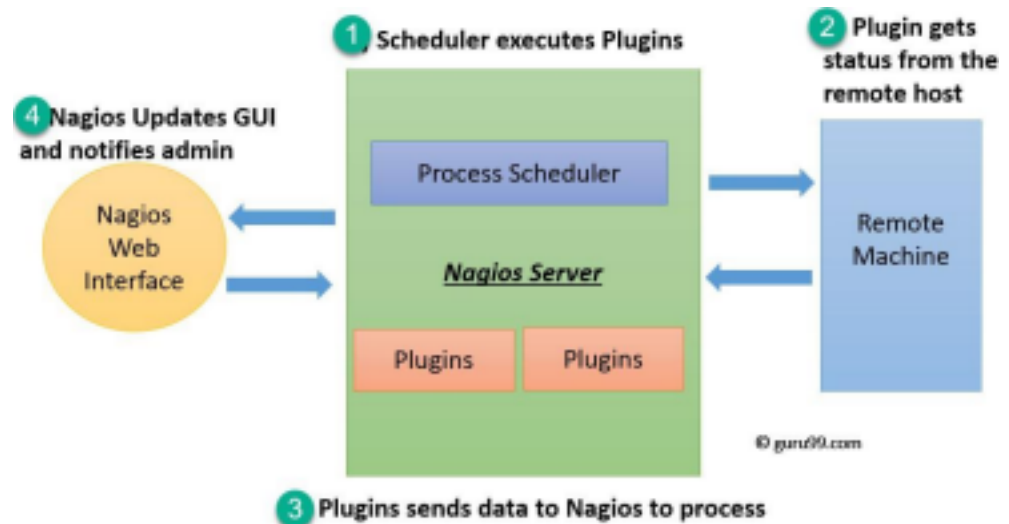 1 Scheduler executes Plugins
2 Plugin gets
status from the
remote host
4 Nagios Updates GUI
and notifies admin
Process Scheduler
Nagios
Web
Interface
Nagios Server
Remote
Machine
Plugins
Plugins
© guru99.com
3 Plugins sends data to Nagios to process